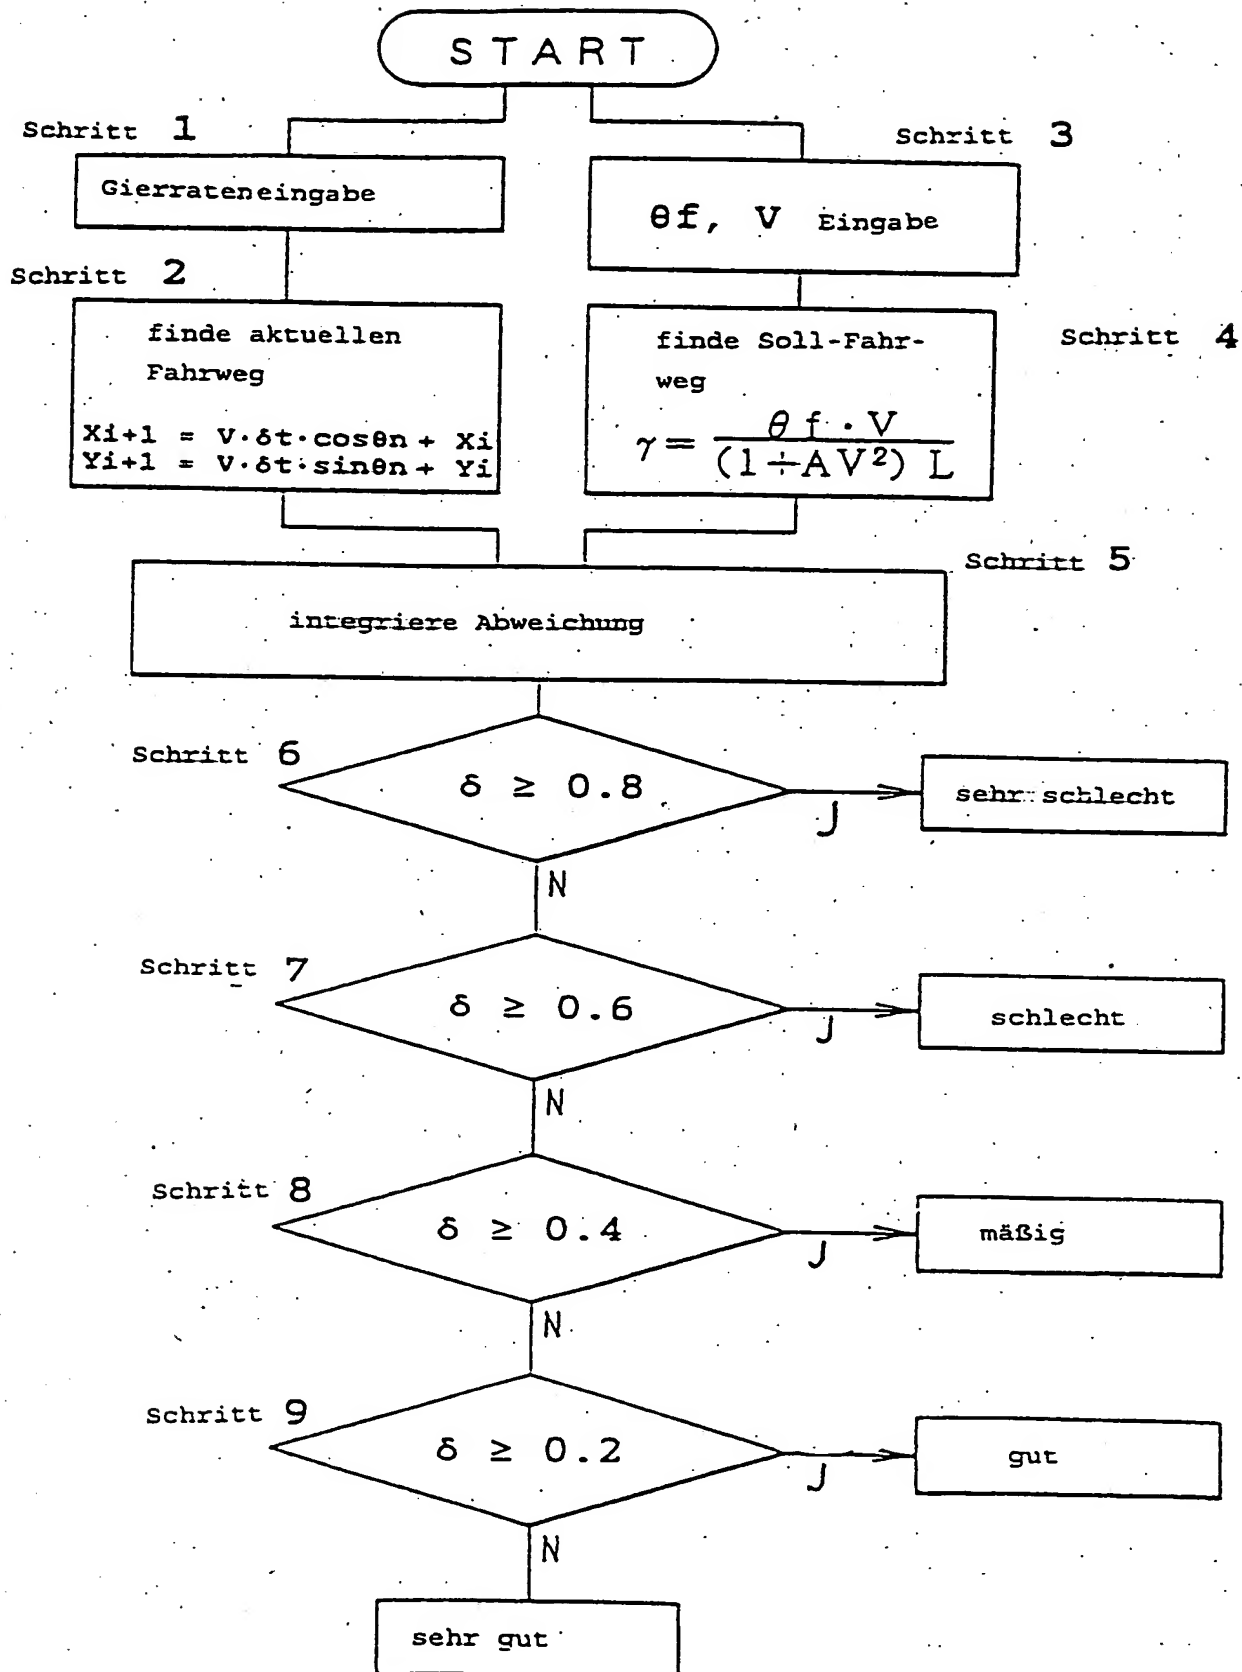 START
Schritt 1
Gierrateneingabe
Schritt 2
finde aktuellen
Fahrweg
Xi+1 = V·δt·cosθn + Xi
Yi+1 = V·δt·sinθn + Yi
Schritt 3
θf, V Eingabe
Schritt 4
finde Soll-Fahr-
weg
γ = θf · V / (1÷AV²) L
Schritt 5
integriere Abweichung
Schritt 6
δ ≥ 0.8
J
sehr schlecht
N
Schritt 7
δ ≥ 0.6
J
schlecht
N
Schritt 8
δ ≥ 0.4
J
mäßig
N
Schritt 9
δ ≥ 0.2
J
gut
N
sehr gut